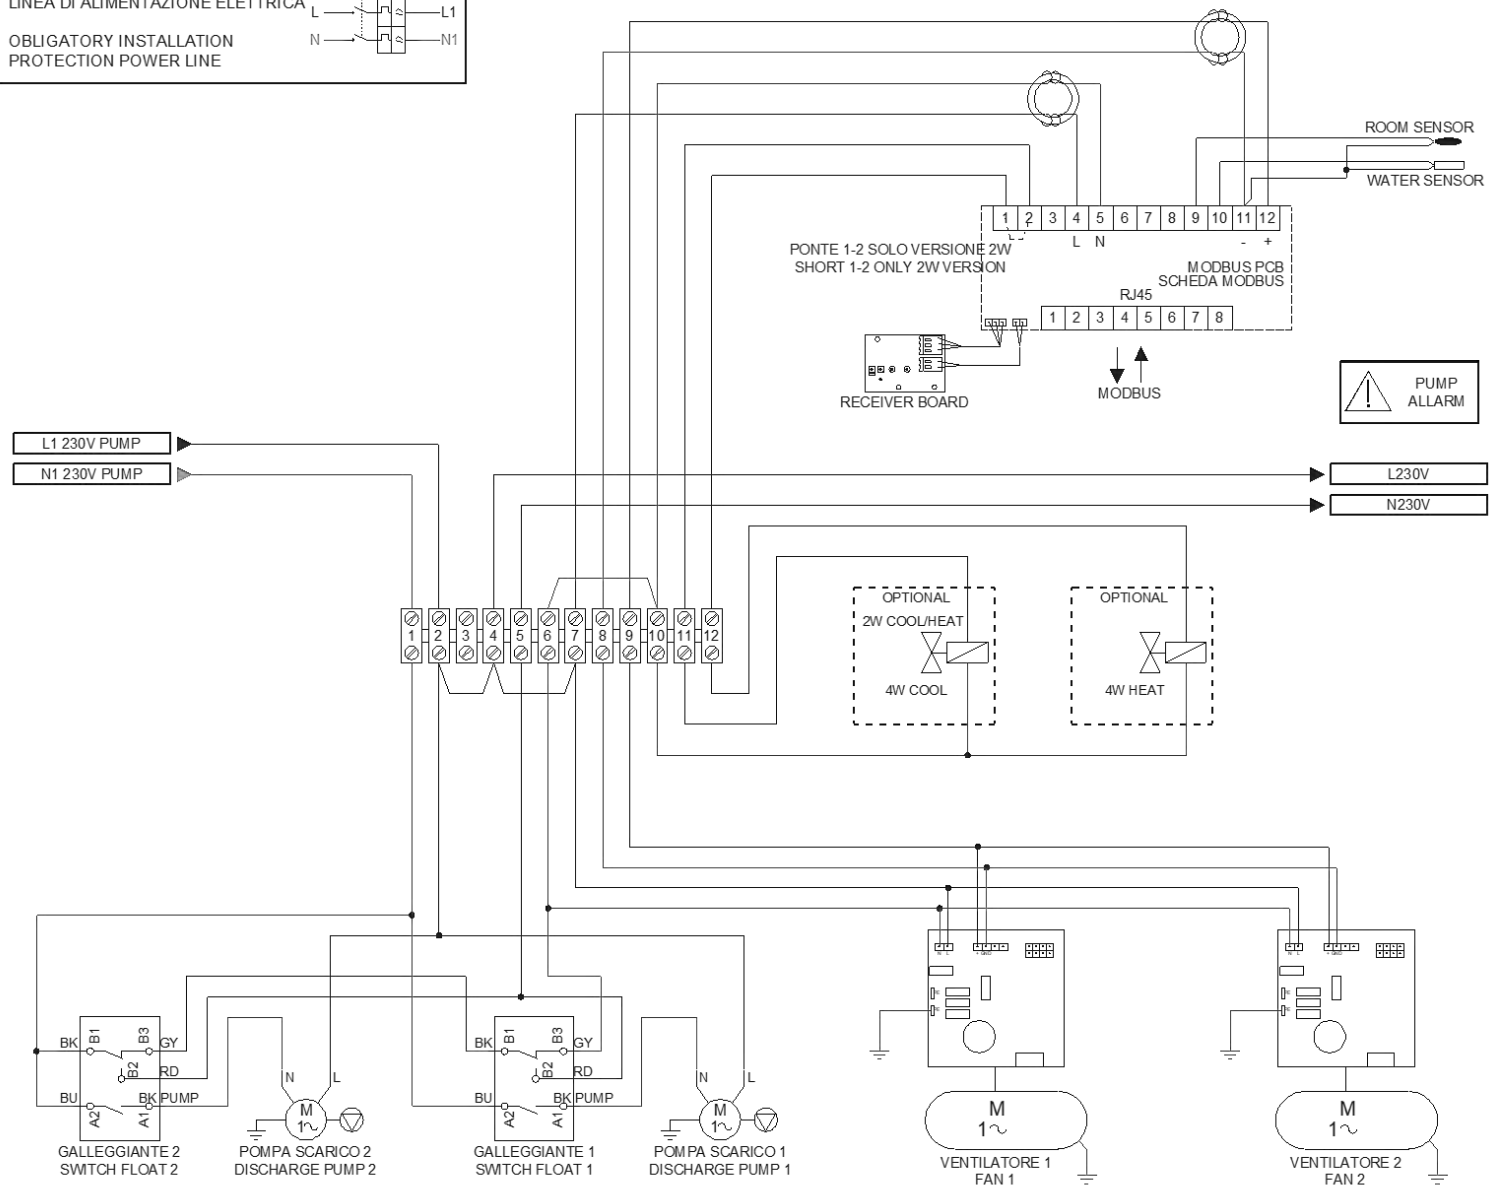 LINEA DI ALIMENTAZIONE ELETTRICA
L L1
OBLIGATORY INSTALLATION
PROTECTION POWER LINE
N N1
ROOM SENSOR
WATER SENSOR
1 2 3 4 5 6 7 8 9 10 11 12
L N - +
PONTE 1-2 SOLO VERSIONE 2W
SHORT 1-2 ONLY 2W VERSION
MODBUS PCB
SCHEDA MODBUS
RJ45
1 2 3 4 5 6 7 8
MODBUS
RECEIVER BOARD
PUMP
ALLARM
L1 230V PUMP
N1 230V PUMP
L230V
N230V
OPTIONAL
2W COOL/HEAT
4W COOL
OPTIONAL
4W HEAT
1 2 3 4 5 6 7 8 9 10 11 12
N L + GND
N L + GND
BK B1 B3 GY
B2 RD
BU A2 A1 BK PUMP
N L
M
1~
GALLEGGIANTE 2
SWITCH FLOAT 2
POMPA SCARICO 2
DISCHARGE PUMP 2
BK B1 B3 GY
B2 RD
BU A2 A1 BK PUMP
N L
M
1~
GALLEGGIANTE 1
SWITCH FLOAT 1
POMPA SCARICO 1
DISCHARGE PUMP 1
M
1~
VENTILATORE 1
FAN 1
M
1~
VENTILATORE 2
FAN 2